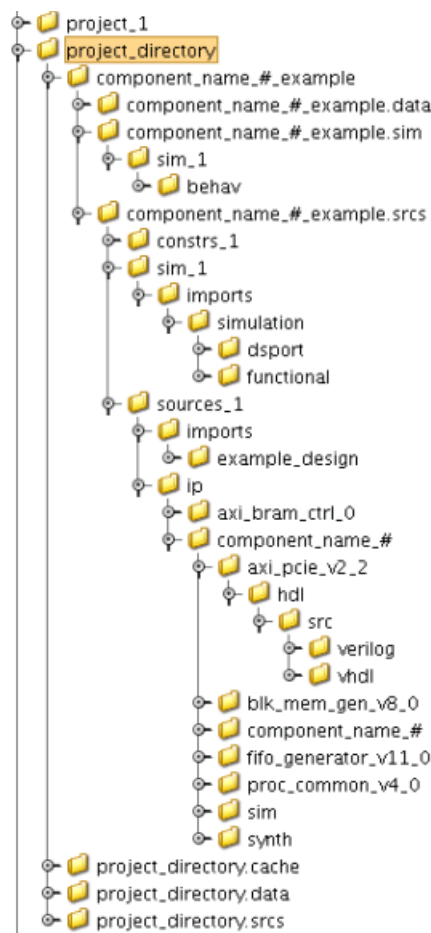 project_1
project_directory
component_name_#_example
component_name_#_example.data
component_name_#_example.sim
sim_1
behav
component_name_#_example.srcs
constrs_1
sim_1
imports
simulation
dsport
functional
sources_1
imports
example_design
ip
axi_bram_ctrl_0
component_name_#
axi_pcie_v2_2
hdl
src
verilog
vhdl
blk_mem_gen_v8_0
component_name_#
fifo_generator_v11_0
proc_common_v4_0
sim
synth
project_directory.cache
project_directory.data
project_directory.srcs